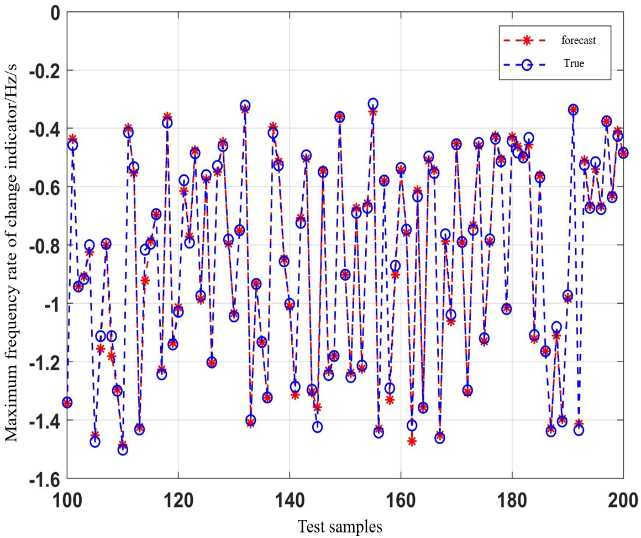 0
-0.2
-0.4
-0.6
-0.8
-1
-1.2
-1.4
-1.6
Maximum frequency rate of change indicator/Hz/s
forecast
True
100 120 140 160 180 200
Test samples